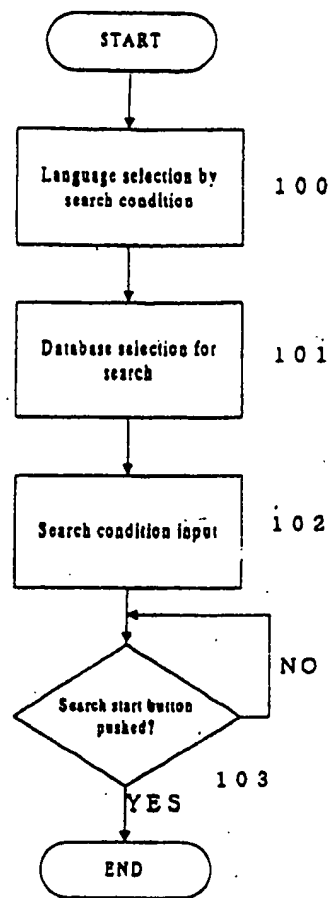 START
Language selection by
search condition
100
Database selection for
search
101
Search condition input
102
NO
Search start button
pushed?
103
YES
END